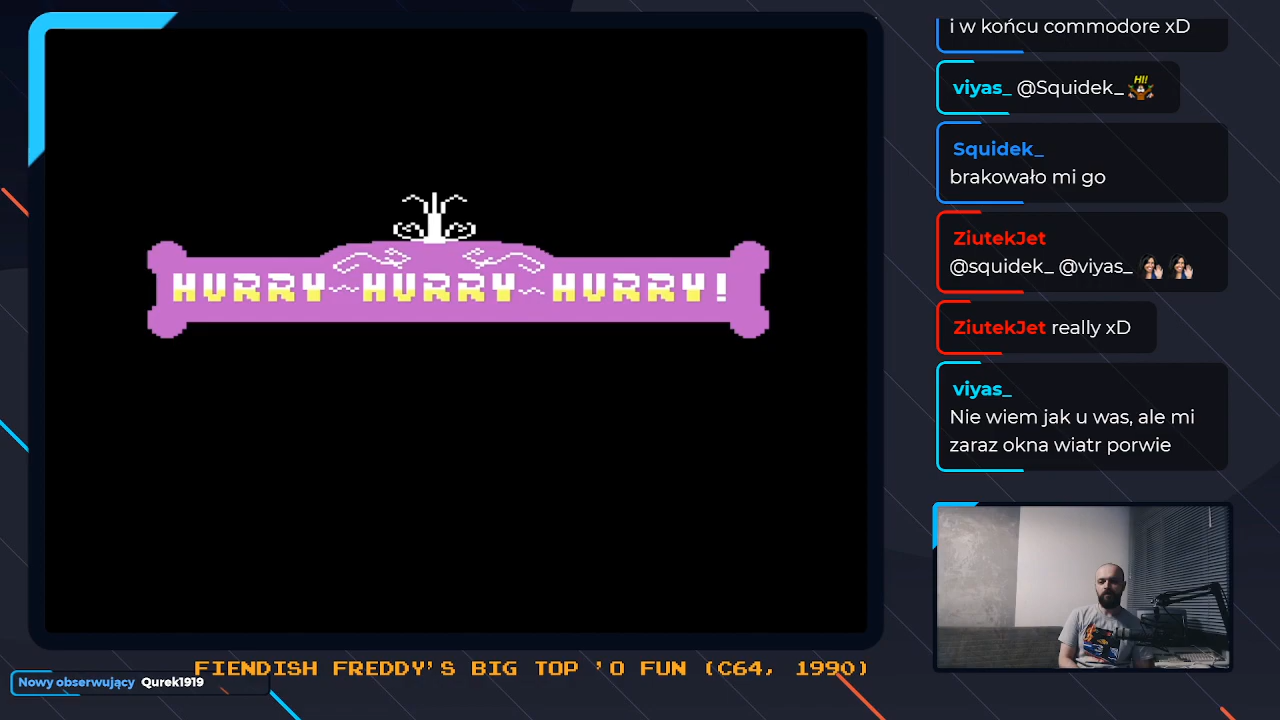 HURRY HURRY HURRY!
i w końcu commodore xD
viyas_ @Squidek_ HI!
Squidek_
brakowało mi go
ZiutekJet
@squidek_ @viyas_
ZiutekJet really xD
viyas_
Nie wiem jak u was, ale mi
zaraz okna wiatr porwie
FIENDISH FREDDY'S BIG TOP 'O FUN (C64, 1990)
Nowy obserwujący Qurek1919